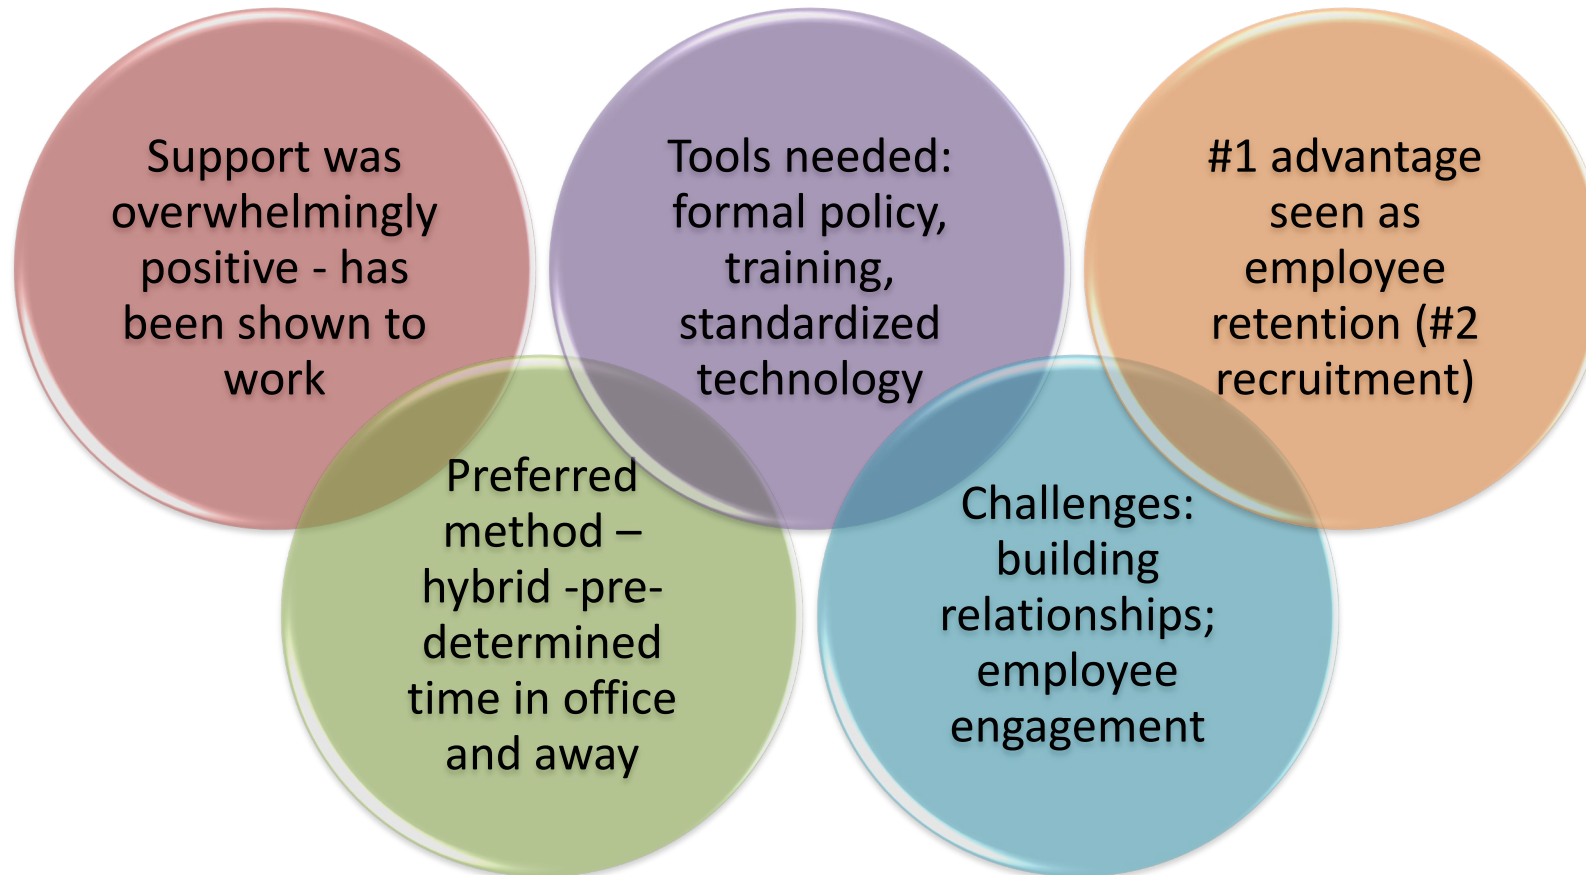 Support was
overwhelmingly
positive - has
been shown to
work
Preferred
method –
hybrid -pre-
determined
time in office
and away
Tools needed:
formal policy,
training,
standardized
technology
Challenges:
building
relationships;
employee
engagement
#1 advantage
seen as
employee
retention (#2
recruitment)